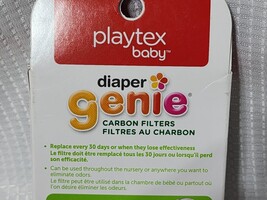 playtex
baby™
diaper
genie®
CARBON FILTERS
FILTRES AU CHARBON
• Replace every 30 days or when they lose effectiveness
Le filtre doit être remplacé tous les 30 jours ou lorsqu'il perd
son efficacité.
• Can be used throughout the nursery or anywhere you want to
eliminate odors.
Le filtre peut être utilisé dans la chambre de bébé ou partout ou
l'on désire éliminer les odeurs.